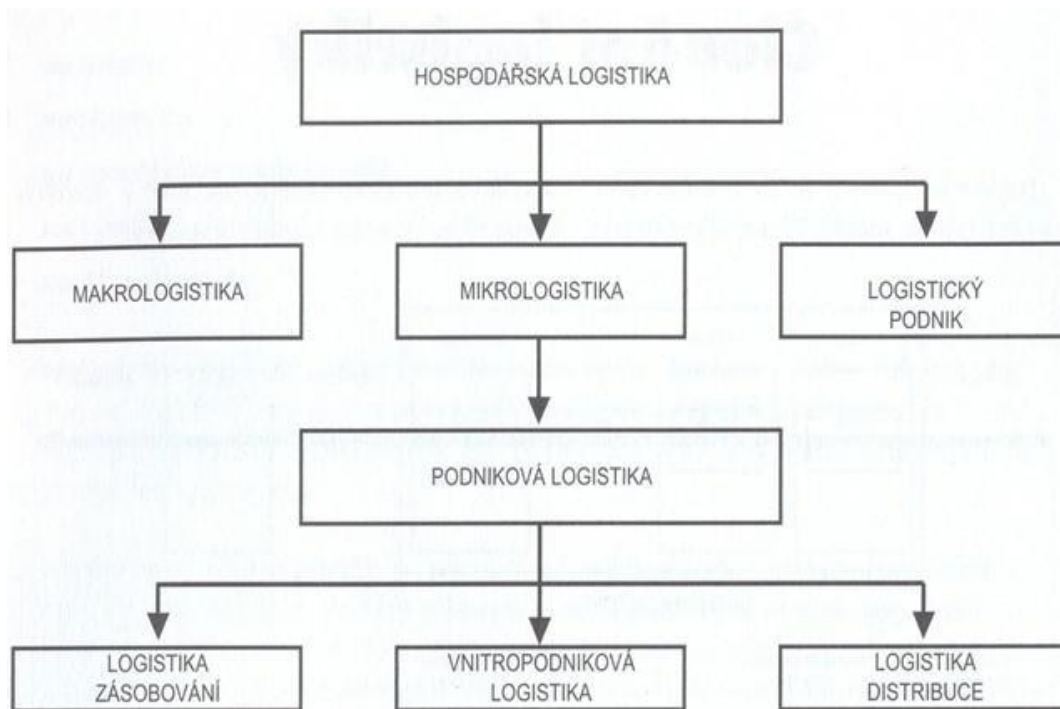 HOSPODÁŘSKÁ LOGISTIKA
MAKROLOGISTIKA
MIKROLOGISTIKA
LOGISTICKÝ
PODNIK
PODNIKOVÁ LOGISTIKA
LOGISTIKA
ZÁSOBOVÁNÍ
VNITROPODNIKOVÁ
LOGISTIKA
LOGISTIKA
DISTRIBUCE